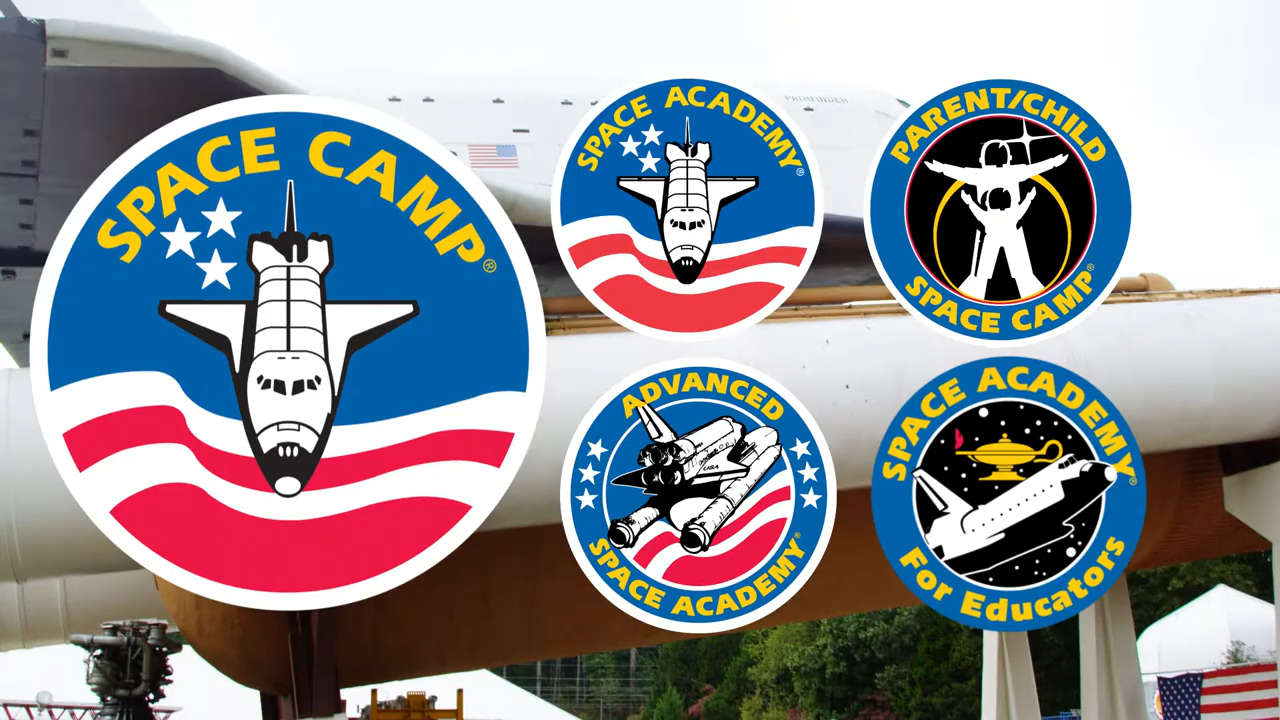 SPACE CAMP®
SPACE ACADEMY®
PATHFINDER
PARENT/CHILD
SPACE CAMP®
ADVANCED
USA
SPACE ACADEMY®
SPACE ACADEMY®
For Educators